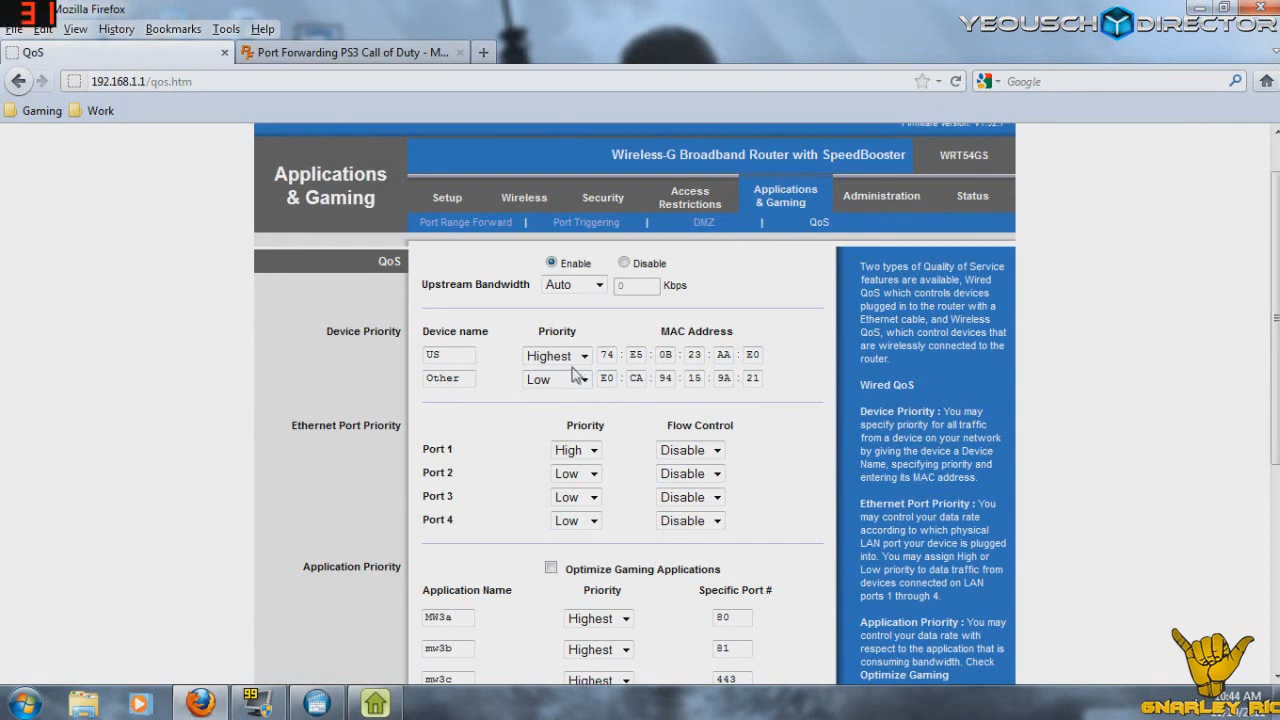 31
Mozilla Firefox
File Edit View History Bookmarks Tools Help
YEOUSCH DIRECTOR
QoS
Port Forwarding PS3 Call of Duty - M...
192.168.1.1/qos.htm
Google
Gaming Work
Firmware Version: V1.52.1
Applications & Gaming
Wireless-G Broadband Router with SpeedBooster WRT54GS
Setup Wireless Security Access Restrictions Applications & Gaming Administration Status
Port Range Forward | Port Triggering | DMZ | QoS
QoS
Enable Disable
Upstream Bandwidth Auto 0 Kbps
Device Priority
Device name Priority MAC Address
US Highest 74 : E5 : 0B : 23 : AA : E0
Other Low E0 : CA : 94 : 15 : 9A : 21
Ethernet Port Priority
Priority Flow Control
Port 1 High Disable
Port 2 Low Disable
Port 3 Low Disable
Port 4 Low Disable
Application Priority
Optimize Gaming Applications
Application Name Priority Specific Port #
MW3a Highest 80
mw3b Highest 81
mw3c Highest 443
Two types of Quality of Service
features are available, Wired
QoS which controls devices
plugged in to the router with a
Ethernet cable, and Wireless
QoS, which control devices that
are wirelessly connected to the
router.
Wired QoS
Device Priority : You may
specify priority for all traffic
from a device on your network
by giving the device a Device
Name, specifying priority and
entering its MAC address.
Ethernet Port Priority : You
may control your data rate
according to which physical
LAN port your device is plugged
into. You may assign High or
Low priority to data traffic from
devices connected on LAN
ports 1 through 4.
Application Priority : You may
control your data rate with
respect to the application that is
consuming bandwidth. Check
Optimize Gaming
99
10:44 AM
GNARLEY RIC